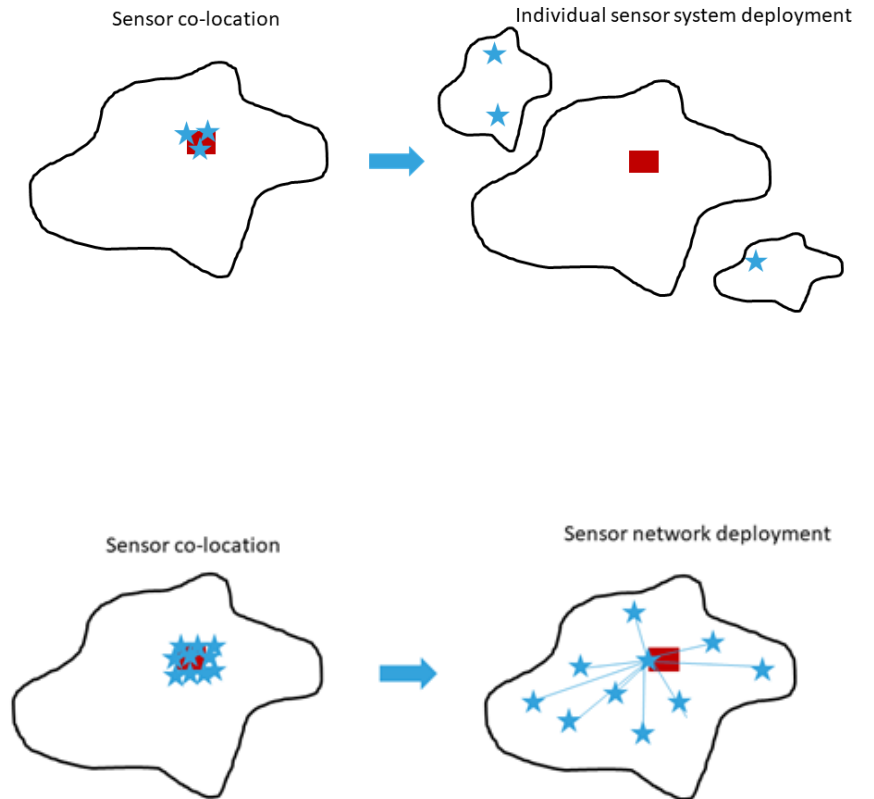 Sensor co-location
Individual sensor system deployment
Sensor co-location
Sensor network deployment